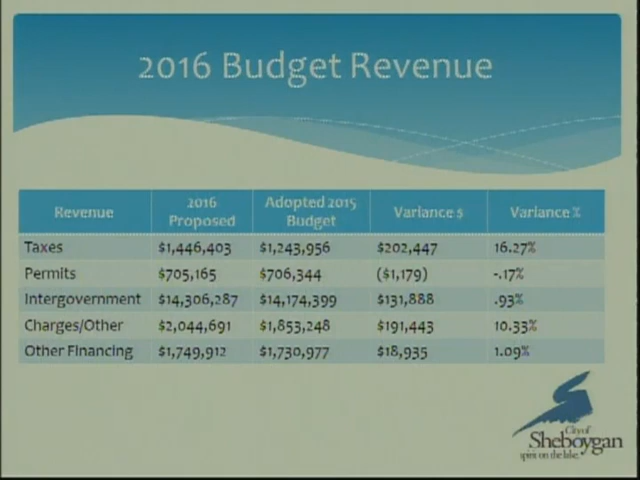 2016 Budget Revenue
Revenue 2016 Proposed Adopted 2015 Budget Variance $ Variance %
Taxes $1,446,403 $1,243,956 $202,447 16.27%
Permits $705,165 $706,344 ($1,179) -.17%
Intergovernment $14,306,287 $14,174,399 $131,888 .93%
Charges/Other $2,044,691 $1,853,248 $191,443 10.33%
Other Financing $1,749,912 $1,730,977 $18,935 1.09%
City of
Sheboygan
spirit on the lake.